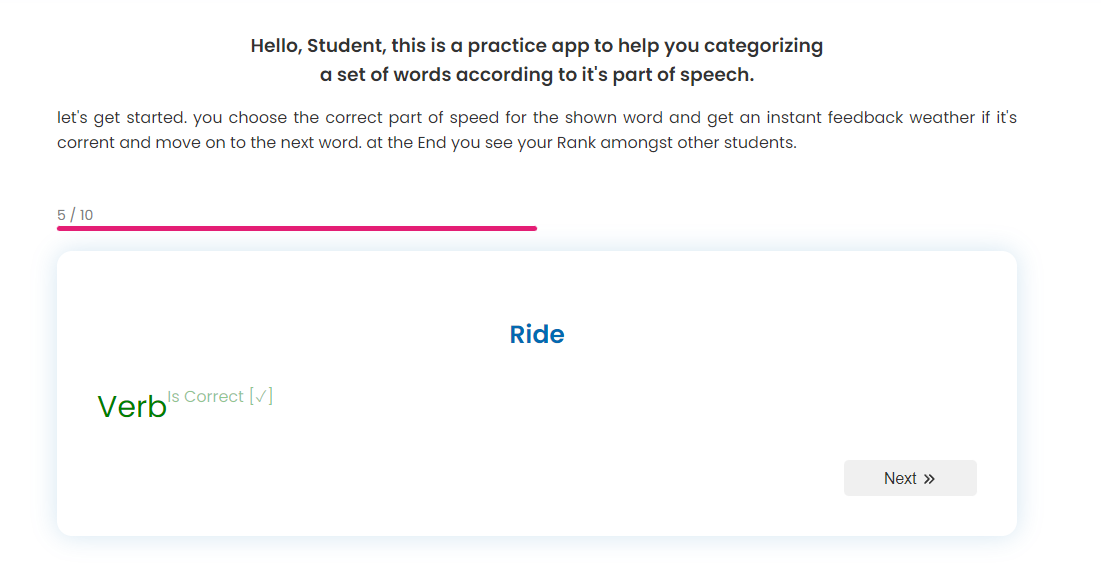 Hello, Student, this is a practice app to help you categorizing
a set of words according to it's part of speech.
let's get started. you choose the correct part of speed for the shown word and get an instant feedback weather if it's
corrent and move on to the next word. at the End you see your Rank amongst other students.
5 / 10
Ride
Verb Is Correct [✓]
Next »